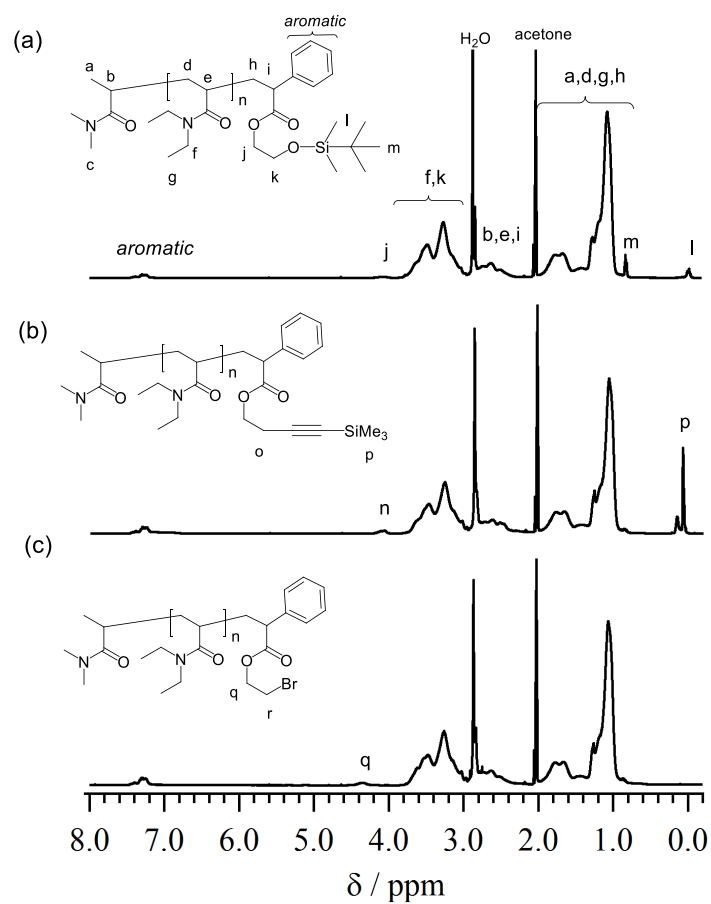 (a)
aromatic
H₂O
acetone
a,d,g,h
a
b
d
e
h
i
n
N
O
N
O
O
O
O
Si
l
m
c
g
f
j
k
f,k
aromatic
j
b,e,i
m
l
(b)
n
N
O
N
O
O
O
SiMe₃
o
p
p
n
(c)
n
N
O
N
O
O
O
Br
q
r
q
8.0 7.0 6.0 5.0 4.0 3.0 2.0 1.0 0.0
δ / ppm